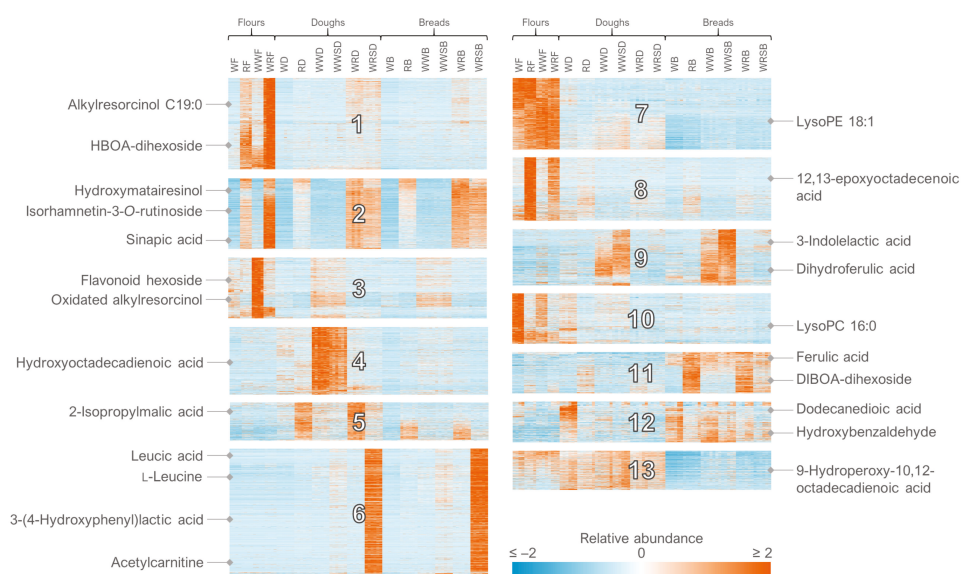 Flours Doughs Breads
WF RF WWF WRF WD RD WWD WWSD WRD WRSD WB RB WWB WWSB WRB WRSB
Alkylresorcinol C19:0
HBOA-dihexoside
1
Hydroxymatairesinol
Isorhamnetin-3-O-rutinoside
Sinapic acid
2
Flavonoid hexoside
Oxidated alkylresorcinol
3
Hydroxyoctadecadienoic acid
4
2-Isopropylmalic acid
5
Leucic acid
L-Leucine
3-(4-Hydroxyphenyl)lactic acid
Acetylcarnitine
6
Flours Doughs Breads
WF RF WWF WRF WD RD WWD WWSD WRD WRSD WB RB WWB WWSB WRB WRSB
7
LysoPE 18:1
8
12,13-epoxyoctadecenoic
acid
9
3-Indolelactic acid
Dihydroferulic acid
10
LysoPC 16:0
11
Ferulic acid
DIBOA-dihexoside
12
Dodecanedioic acid
Hydroxybenzaldehyde
13
9-Hydroperoxy-10,12-
octadecadienoic acid
Relative abundance
≤ –2 0 ≥ 2